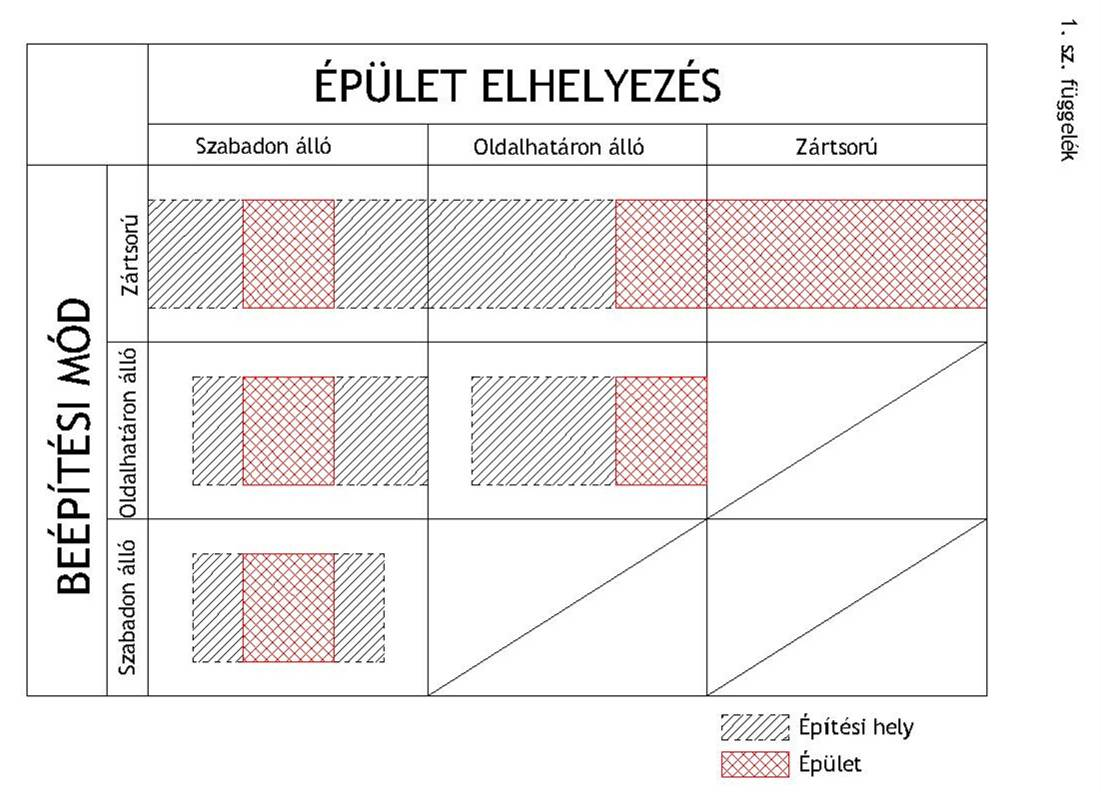 1. sz. függelék
ÉPÜLET ELHELYEZÉS
Szabadon álló
Oldalhatáron álló
Zártsorú
BEÉPÍTÉSI MÓD
Zártsorú
Oldalhatáron álló
Szabadon álló
Építési hely
Épület